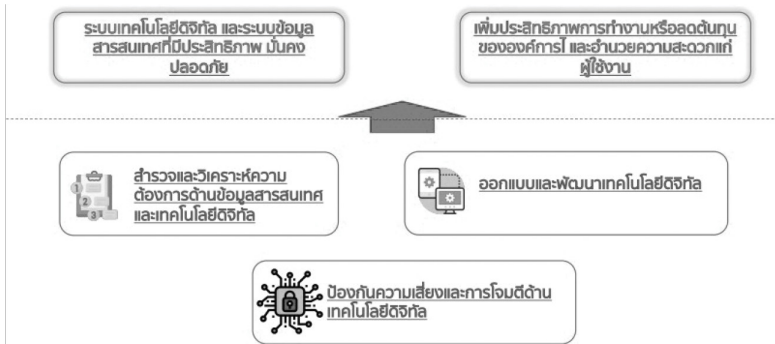 ระบบเทคโนโลยีดิจิทัล และระบบข้อมูล
สารสนเทศที่มีประสิทธิภาพ มั่นคง
ปลอดภัย
เพิ่มประสิทธิภาพการทำงานหรือลดต้นทุน
ขององค์การไ และอำนวยความสะดวกแก่
ผู้ใช้งาน
1
2
3
สำรวจและวิเคราะห์ความ
ต้องการด้านข้อมูลสารสนเทศ
และเทคโนโลยีดิจิทัล
ออกแบบและพัฒนาเทคโนโลยีดิจิทัล
ป้องกันความเสี่ยงและการโจมตีด้าน
เทคโนโลยีดิจิทัล